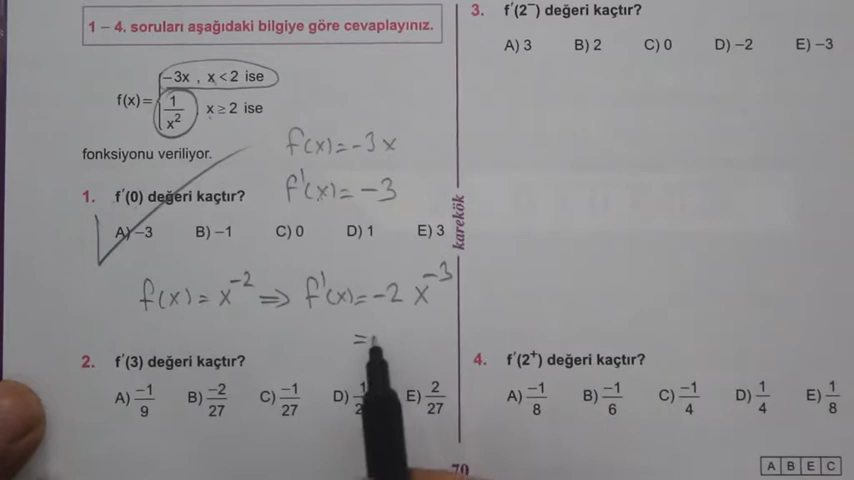 1 – 4. soruları aşağıdaki bilgiye göre cevaplayınız.
f(x)= { -3x , x < 2 ise
1/x² x ≥ 2 ise
fonksiyonu veriliyor.
f(x)=-3x
f'(x)= -3
1. f'(0) değeri kaçtır?
A) -3 B) -1 C) 0 D) 1 E) 3
f(x)= x^-2 ⇒ f'(x)= -2 x^-3
=
2. f'(3) değeri kaçtır?
A) -1/9 B) -2/27 C) -1/27 D) E) 2/27
3. f'(2⁻) değeri kaçtır?
A) 3 B) 2 C) 0 D) -2 E) -3
karekök
4. f'(2⁺) değeri kaçtır?
A) -1/8 B) -1/6 C) -1/4 D) 1/4 E) 1/8
70
A B E C